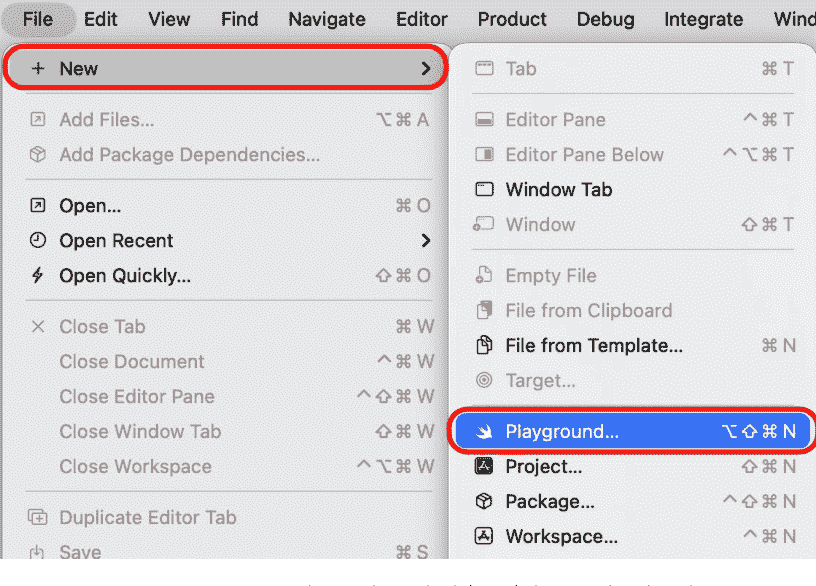 File Edit View Find Navigate Editor Product Debug Integrate Wind
+ New >
Add Files... ⌥⌘A
Add Package Dependencies...
Open... ⌘O
Open Recent >
Open Quickly... ⇧⌘O
Close Tab ⌘W
Close Document ^⌘W
Close Editor Pane ^⇧⌘W
Close Window Tab ⇧⌘W
Close Workspace ^⌥⌘W
Duplicate Editor Tab
Save ⌘S
Tab ⌘T
Editor Pane ^⌘T
Editor Pane Below ^⌥⌘T
Window Tab
Window ⇧⌘T
Empty File
File from Clipboard
File from Template... ⌘N
Target...
Playground... ⌥⇧⌘N
Project... ⇧⌘N
Package... ^⇧⌘N
Workspace... ^⌘N